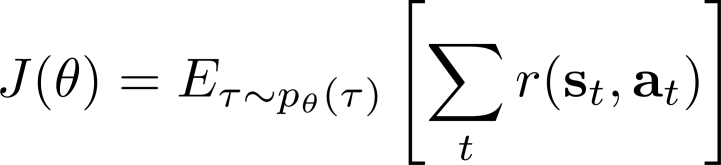 J(θ) = E_{τ∼p_θ(τ)} [∑_t r(𝐬_t, 𝐚_t)]